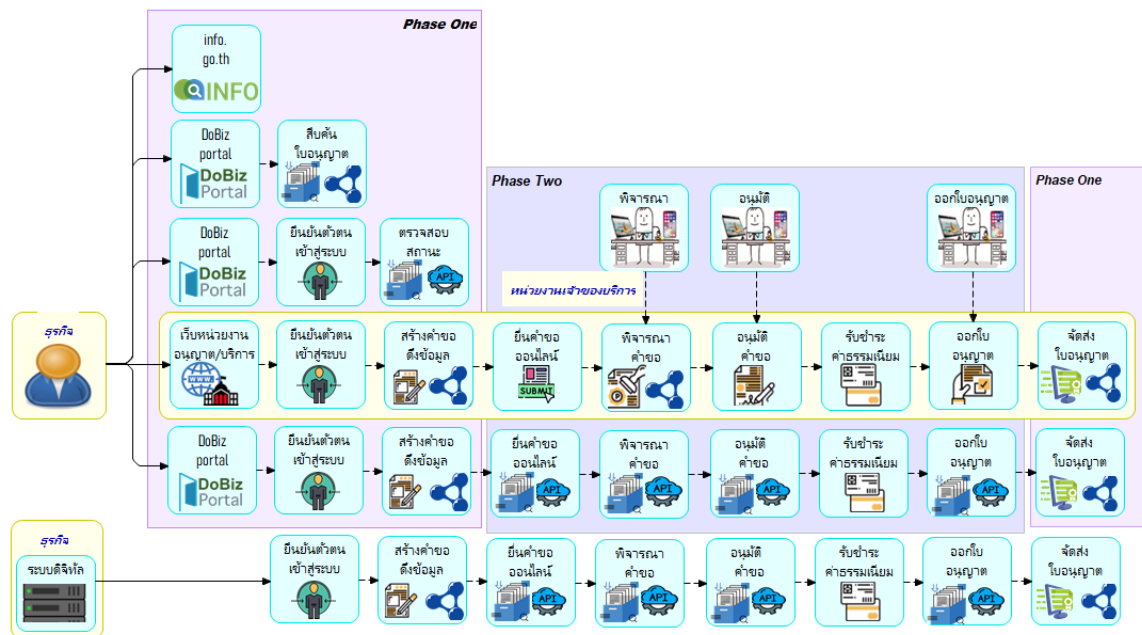 Phase One
info.
go.th
INFO
DoBiz
portal
DoBiz
Portal
สืบค้น
ใบอนุญาต
Phase Two
Phase One
พิจารณา
อนุมัติ
ออกใบอนุญาต
DoBiz
portal
DoBiz
Portal
ยืนยันตัวตน
เข้าสู่ระบบ
ตรวจสอบ
สถานะ
API
หน่วยงานเจ้าของบริการ
ธุรกิจ
เว็บหน่วยงาน
อนุญาต/บริการ
WWW
ยืนยันตัวตน
เข้าสู่ระบบ
สร้างคำขอ
ดึงข้อมูล
ยื่นคำขอ
ออนไลน์
SUBMIT
พิจารณา
คำขอ
อนุมัติ
คำขอ
รับชำระ
ค่าธรรมเนียม
ออกใบ
อนุญาต
จัดส่ง
ใบอนุญาต
DoBiz
portal
DoBiz
Portal
ยืนยันตัวตน
เข้าสู่ระบบ
สร้างคำขอ
ดึงข้อมูล
ยื่นคำขอ
ออนไลน์
API
พิจารณา
คำขอ
API
อนุมัติ
คำขอ
API
รับชำระ
ค่าธรรมเนียม
ออกใบ
อนุญาต
API
จัดส่ง
ใบอนุญาต
ธุรกิจ
ระบบดิจิทัล
ยืนยันตัวตน
เข้าสู่ระบบ
สร้างคำขอ
ดึงข้อมูล
ยื่นคำขอ
ออนไลน์
API
พิจารณา
คำขอ
API
อนุมัติ
คำขอ
API
รับชำระ
ค่าธรรมเนียม
ออกใบ
อนุญาต
API
จัดส่ง
ใบอนุญาต